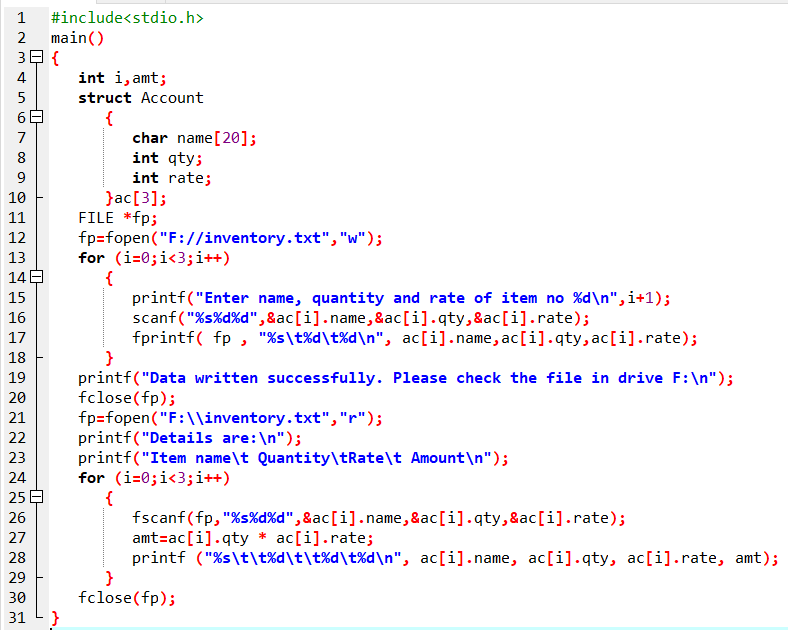 1 #include<stdio.h>
2 main()
3 {
4 int i,amt;
5 struct Account
6 {
7 char name[20];
8 int qty;
9 int rate;
10 }ac[3];
11 FILE *fp;
12 fp=fopen("F://inventory.txt","w");
13 for (i=0;i<3;i++)
14 {
15 printf("Enter name, quantity and rate of item no %d\n",i+1);
16 scanf("%s%d%d",&ac[i].name,&ac[i].qty,&ac[i].rate);
17 fprintf( fp , "%s\t%d\t%d\n", ac[i].name,ac[i].qty,ac[i].rate);
18 }
19 printf("Data written successfully. Please check the file in drive F:\n");
20 fclose(fp);
21 fp=fopen("F:\\inventory.txt","r");
22 printf("Details are:\n");
23 printf("Item name\t Quantity\tRate\t Amount\n");
24 for (i=0;i<3;i++)
25 {
26 fscanf(fp,"%s%d%d",&ac[i].name,&ac[i].qty,&ac[i].rate);
27 amt=ac[i].qty * ac[i].rate;
28 printf ("%s\t\t%d\t\t%d\t%d\n", ac[i].name, ac[i].qty, ac[i].rate, amt);
29 }
30 fclose(fp);
31 }